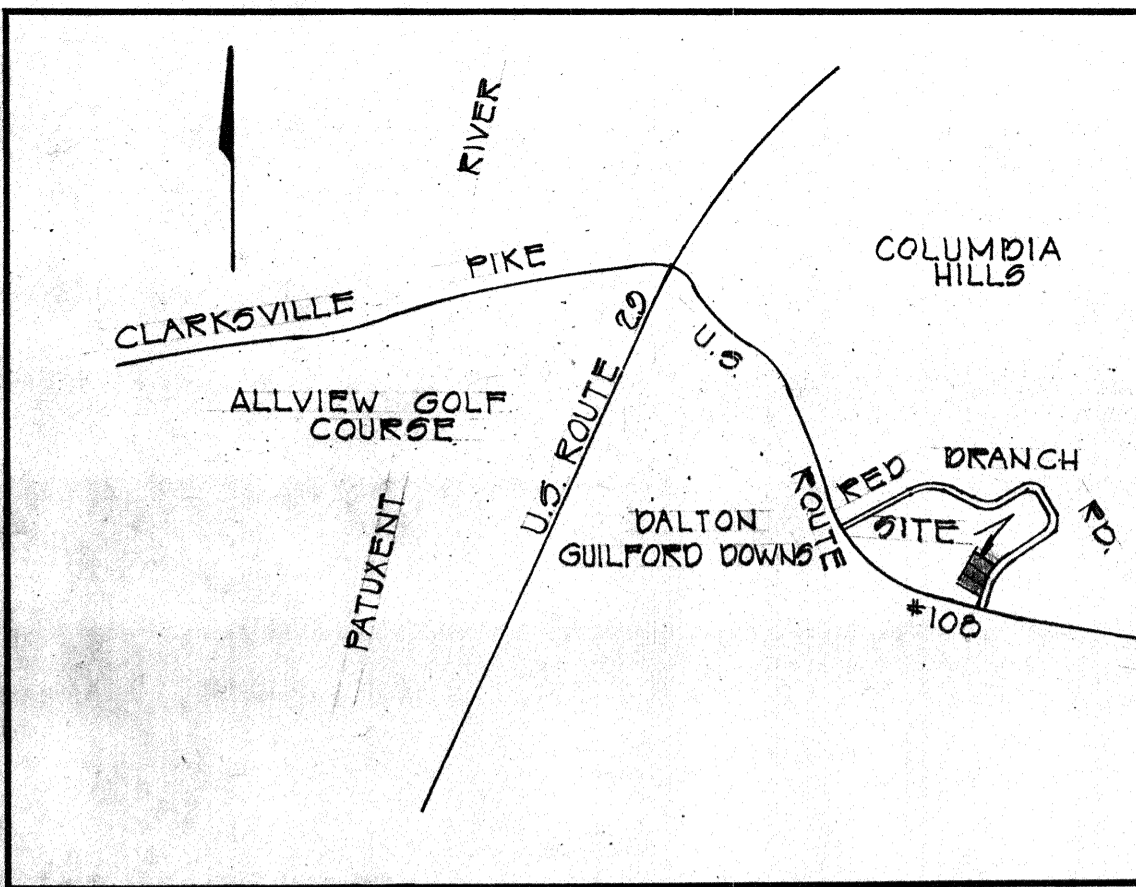 RIVER
PIKE
CLARKSVILLE
COLUMBIA
HILLS
U.S. ROUTE 29
U.S.
ROUTE
#108
ALLVIEW GOLF
COURSE
PATUXENT
RED BRANCH RD.
SITE
DALTON
GUILFORD DOWNS